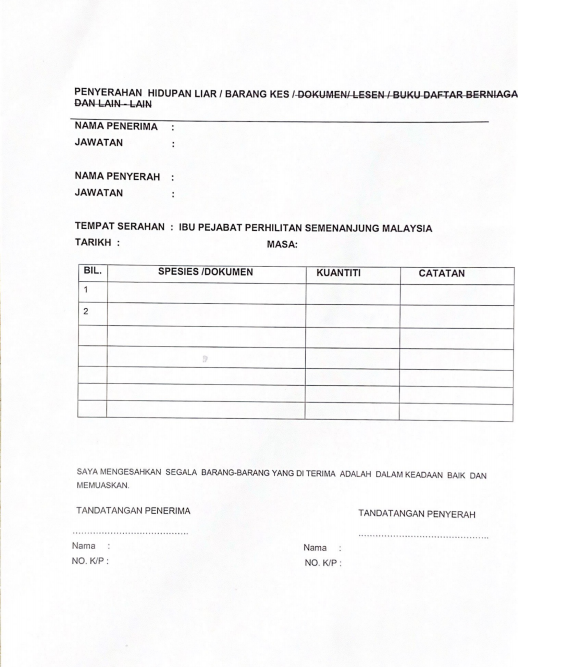 PENYERAHAN HIDUPAN LIAR / BARANG KES / DOKUMEN/ LESEN / BUKU DAFTAR BERNIAGA
DAN LAIN - LAIN
NAMA PENERIMA :
JAWATAN :
NAMA PENYERAH :
JAWATAN :
TEMPAT SERAHAN : IBU PEJABAT PERHILITAN SEMENANJUNG MALAYSIA
TARIKH : MASA:
BIL. SPESIES /DOKUMEN KUANTITI CATATAN
1
2
SAYA MENGESAHKAN SEGALA BARANG-BARANG YANG DI TERIMA ADALAH DALAM KEADAAN BAIK DAN
MEMUASKAN.
TANDATANGAN PENERIMA TANDATANGAN PENYERAH
Nama : Nama :
NO. K/P : NO. K/P :